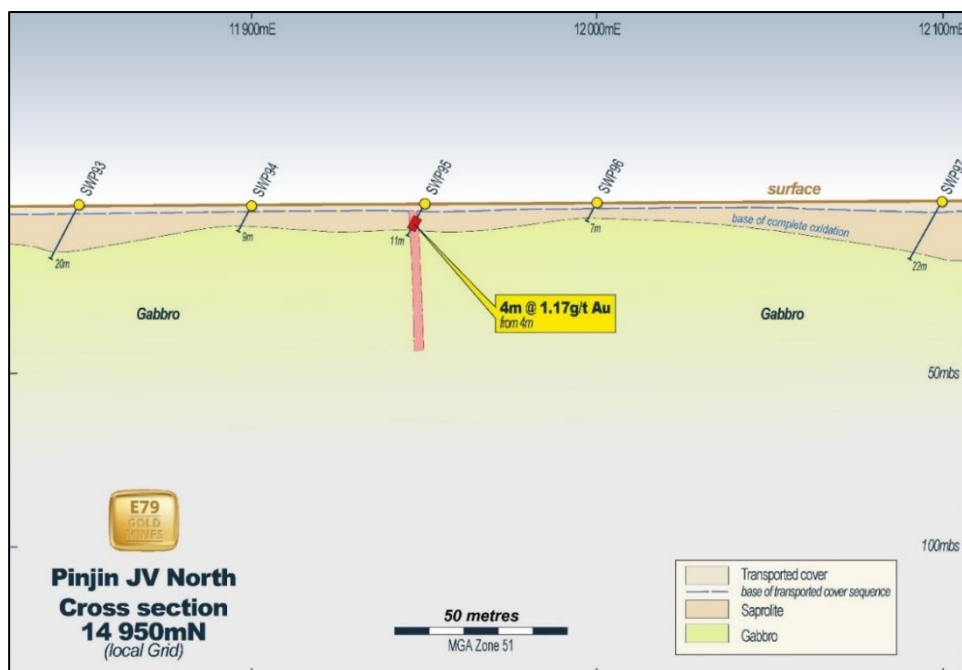 11 900mE
12 000mE
12 100mE
SWP93
SWP94
SWP95
SWP96
SWP97
surface
base of complete oxidation
20m
9m
11m
7m
22m
4m @ 1.17g/t Au
from 4m
Gabbro
Gabbro
50mbs
100mbs
E79
GOLD
MINES
Pinjin JV North
Cross section
14 950mN
(local Grid)
50 metres
MGA Zone 51
Transported cover
base of transported cover sequence
Saprolite
Gabbro